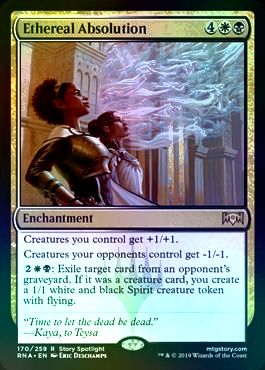 Ethereal Absolution 4
Enchantment
Creatures you control get +1/+1.
Creatures your opponents control get -1/-1.
2: Exile target card from an opponent's
graveyard. If it was a creature card, you create
a 1/1 white and black Spirit creature token
with flying.
"Time to let the dead be dead."
—Kaya, to Teysa
170/259 R Story Spotlight
mtgstory.com
RNA • EN Eric Deschamps
™ & © 2019 Wizards of the Coast